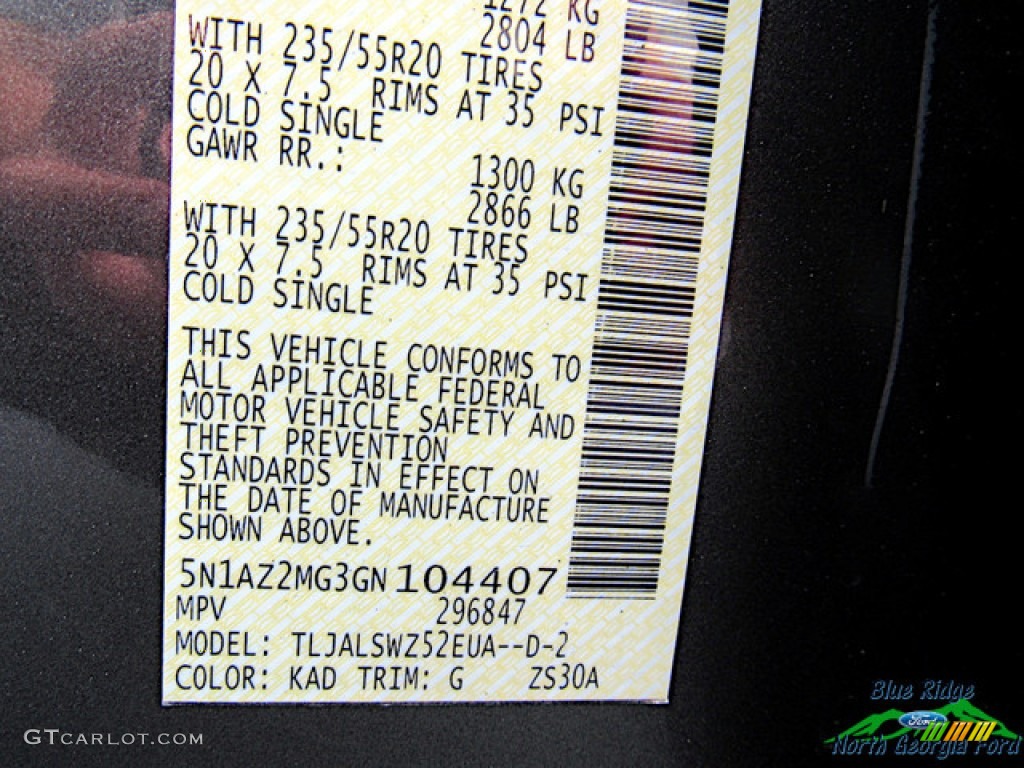 1272 KG
2804 LB
WITH 235/55R20 TIRES
20 X 7.5 RIMS AT 35 PSI
COLD SINGLE
GAWR RR.:
1300 KG
2866 LB
WITH 235/55R20 TIRES
20 X 7.5 RIMS AT 35 PSI
COLD SINGLE
THIS VEHICLE CONFORMS TO
ALL APPLICABLE FEDERAL
MOTOR VEHICLE SAFETY AND
THEFT PREVENTION
STANDARDS IN EFFECT ON
THE DATE OF MANUFACTURE
SHOWN ABOVE.
5N1AZ2MG3GN104407
MPV 296847
MODEL: TLJALSWZ52EUA--D-2
COLOR: KAD TRIM: G ZS30A
GTCARLOT.COM
Blue Ridge
Ford
North Georgia Ford